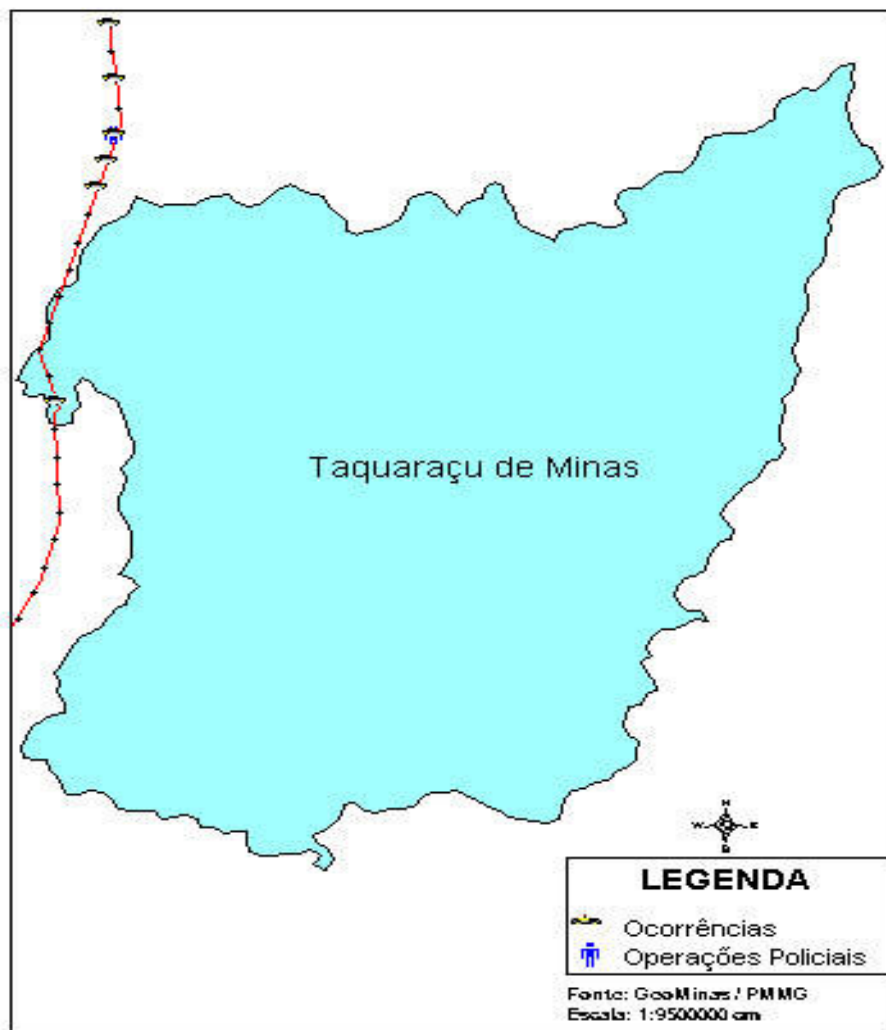 Taquaraçu de Minas
N
W E
S
LEGENDA
Ocorrências
Operações Policiais
Fonte: GeoMinas / PMMG
Escala: 1:9500000 cm